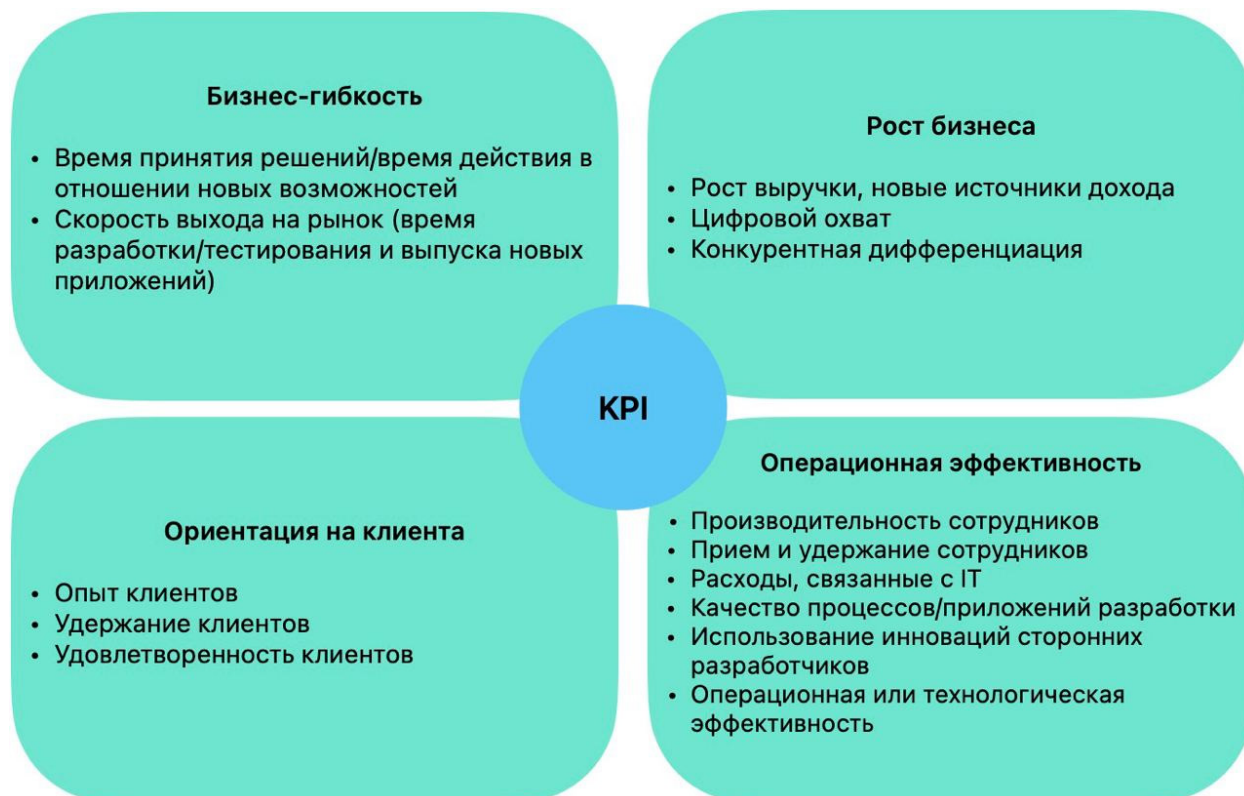 Бизнес-гибкость
• Время принятия решений/время действия в
отношении новых возможностей
• Скорость выхода на рынок (время
разработки/тестирования и выпуска новых
приложений)
Рост бизнеса
• Рост выручки, новые источники дохода
• Цифровой охват
• Конкурентная дифференциация
KPI
Ориентация на клиента
• Опыт клиентов
• Удержание клиентов
• Удовлетворенность клиентов
Операционная эффективность
• Производительность сотрудников
• Прием и удержание сотрудников
• Расходы, связанные с IT
• Качество процессов/приложений разработки
• Использование инноваций сторонних
разработчиков
• Операционная или технологическая
эффективность